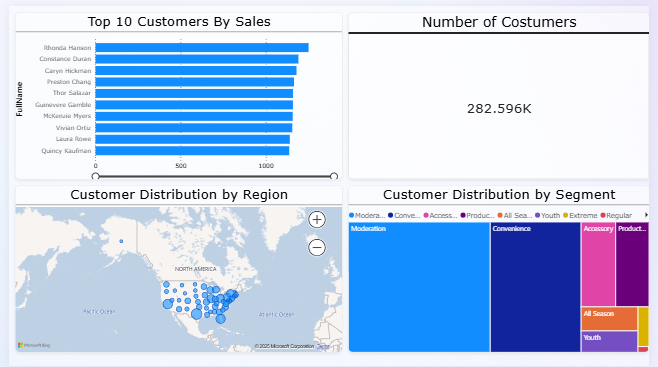 Top 10 Customers By Sales
FullName
Rhonda Hanson
Constance Duran
Caryn Hickman
Preston Chang
Thor Salazar
Guinevere Gamble
McKenzie Myers
Vivian Ortiz
Laura Rowe
Quincy Kaufman
0 500 1000
Number of Costumers
282.596K
Customer Distribution by Region
NORTH AMERICA
Pacific Ocean
Atlantic Ocean
Microsoft Bing
© 2025 Microsoft Corporation Terms
Customer Distribution by Segment
Modera... Conve... Access... Produc... All Sea... Youth Extreme Regular
Moderation
Convenience
Accessory
Product...
All Season
Youth